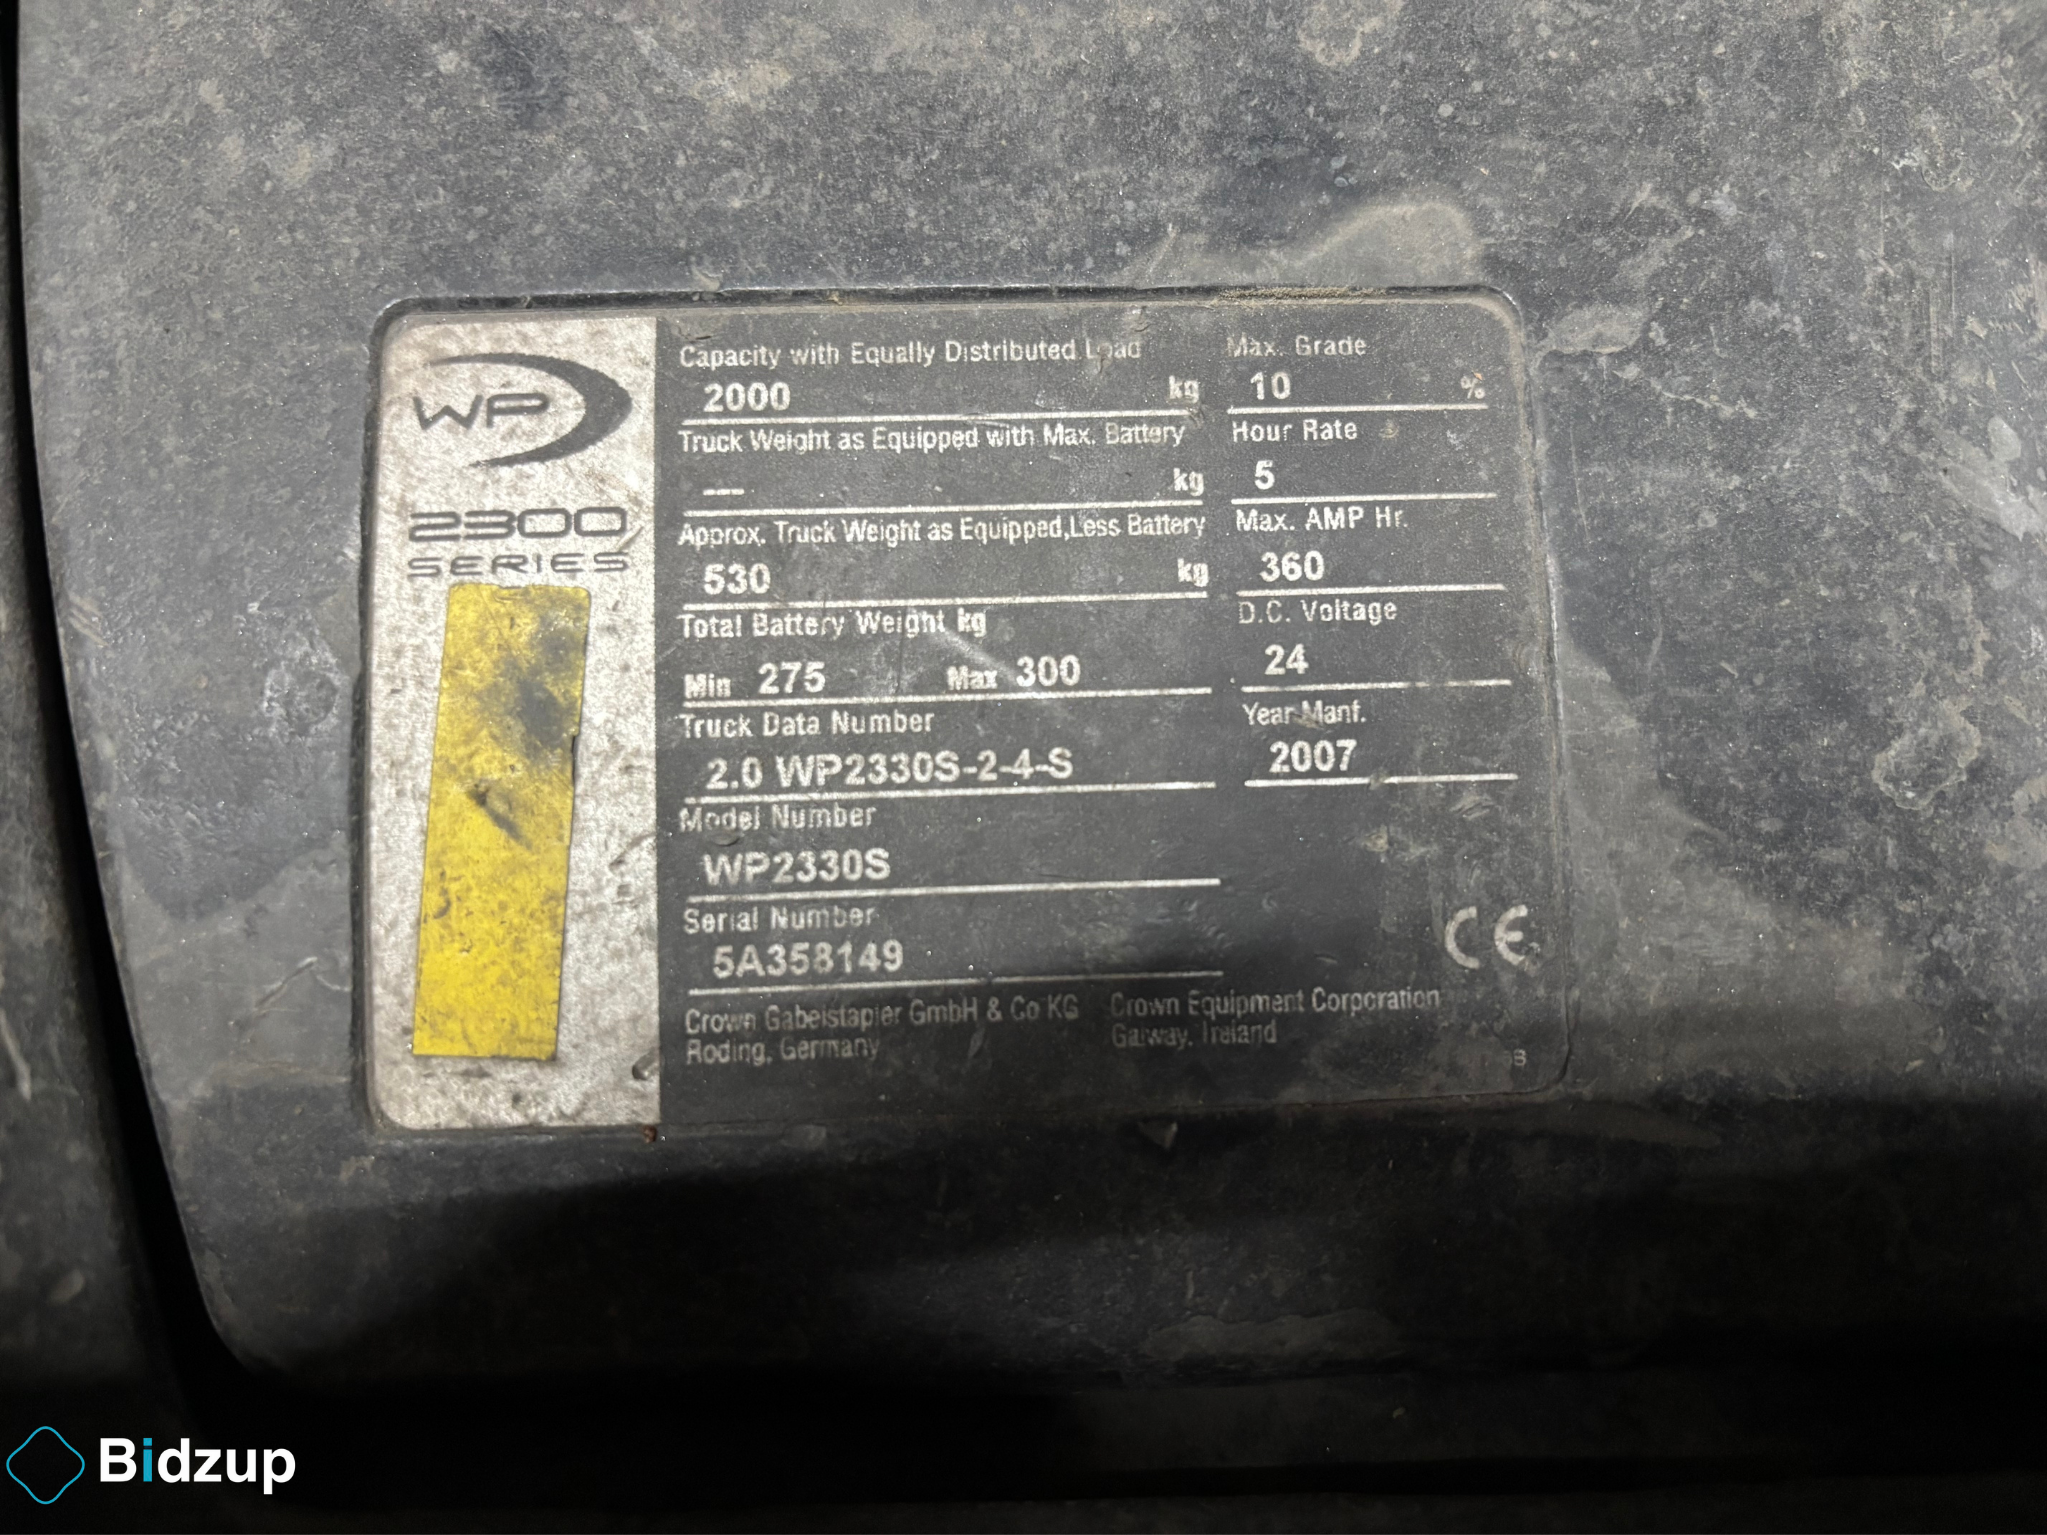 WP
2300
SERIES
Capacity with Equally Distributed Load
2000 kg
Truck Weight as Equipped with Max. Battery
--- kg
Approx. Truck Weight as Equipped,Less Battery
530 kg
Total Battery Weight kg
Min 275 Max 300
Truck Data Number
2.0 WP2330S-2-4-S
Model Number
WP2330S
Serial Number
5A358149
Max. Grade
10 %
Hour Rate
5
Max. AMP Hr.
360
D.C. Voltage
24
Year Manf.
2007
CE
Crown Gabelstapler GmbH & Co KG
Roding, Germany
Crown Equipment Corporation
Galway, Ireland
Bidzup